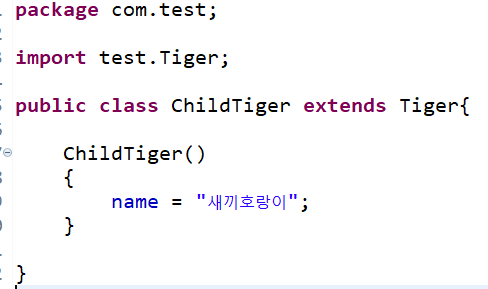 package com.test;
import test.Tiger;
public class ChildTiger extends Tiger{
ChildTiger()
{
name = "새끼호랑이";
}
}